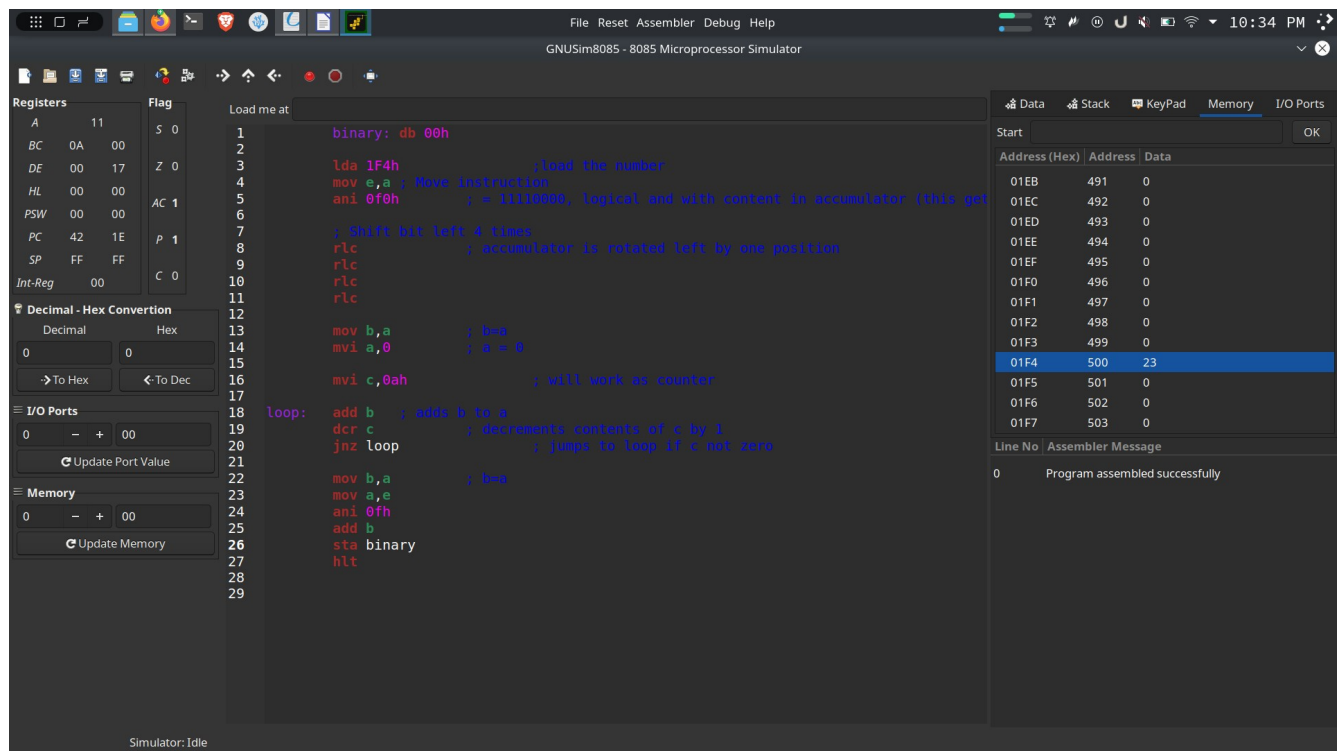 File Reset Assembler Debug Help
10:34 PM
GNUSim8085 - 8085 Microprocessor Simulator
Registers
A 11
BC 0A 00
DE 00 17
HL 00 00
PSW 00 00
PC 42 1E
SP FF FF
Int-Reg 00
Flag
S 0
Z 0
AC 1
P 1
C 0
Decimal - Hex Convertion
Decimal Hex
0 0
To Hex To Dec
I/O Ports
0 - + 00
Update Port Value
Memory
0 - + 00
Update Memory
Load me at
1 binary: db 00h
2
3 lda 1F4h ;load the number
4 mov e,a ; Move instruction
5 ani 0f0h ; = 11110000, logical and with content in accumulator (this get
6
7 ; Shift bit left 4 times
8 rlc ; accumulator is rotated left by one position
9 rlc
10 rlc
11 rlc
12
13 mov b,a ; b=a
14 mvi a,0 ; a = 0
15
16 mvi c,0ah ; will work as counter
17
18 loop: add b ; adds b to a
19 dcr c ; decrements contents of c by 1
20 jnz loop ; jumps to loop if c not zero
21
22 mov b,a ; b=a
23 mov a,e
24 ani 0fh
25 add b
26 sta binary
27 hlt
28
29
Data Stack KeyPad Memory I/O Ports
Start OK
Address (Hex) Address Data
01EB 491 0
01EC 492 0
01ED 493 0
01EE 494 0
01EF 495 0
01F0 496 0
01F1 497 0
01F2 498 0
01F3 499 0
01F4 500 23
01F5 501 0
01F6 502 0
01F7 503 0
Line No Assembler Message
0 Program assembled successfully
Simulator: Idle